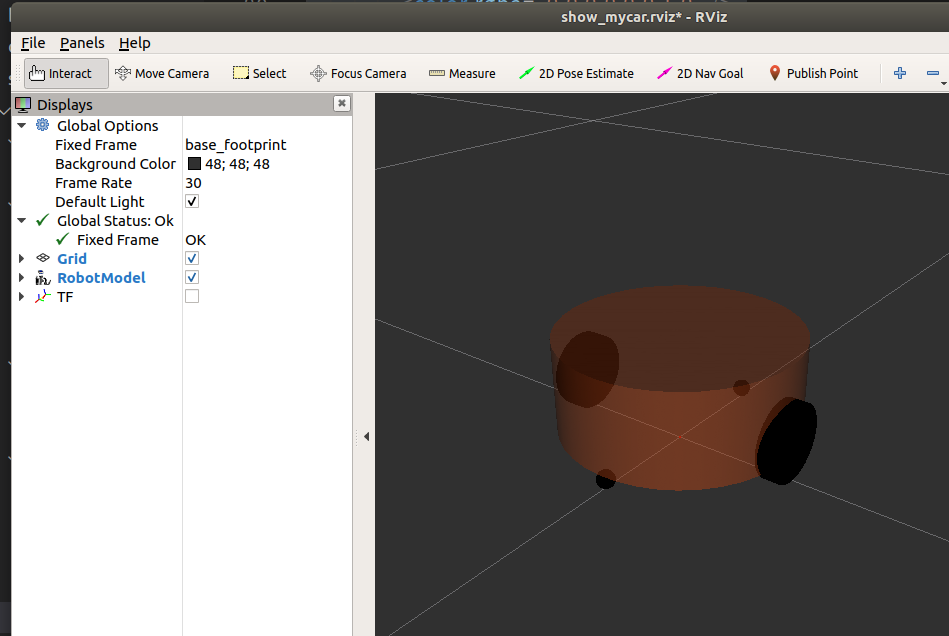 show_mycar.rviz* - RViz
File Panels Help
Interact Move Camera Select Focus Camera Measure 2D Pose Estimate 2D Nav Goal Publish Point
Displays
Global Options
Fixed Frame base_footprint
Background Color 48; 48; 48
Frame Rate 30
Default Light
Global Status: Ok
Fixed Frame OK
Grid
RobotModel
TF